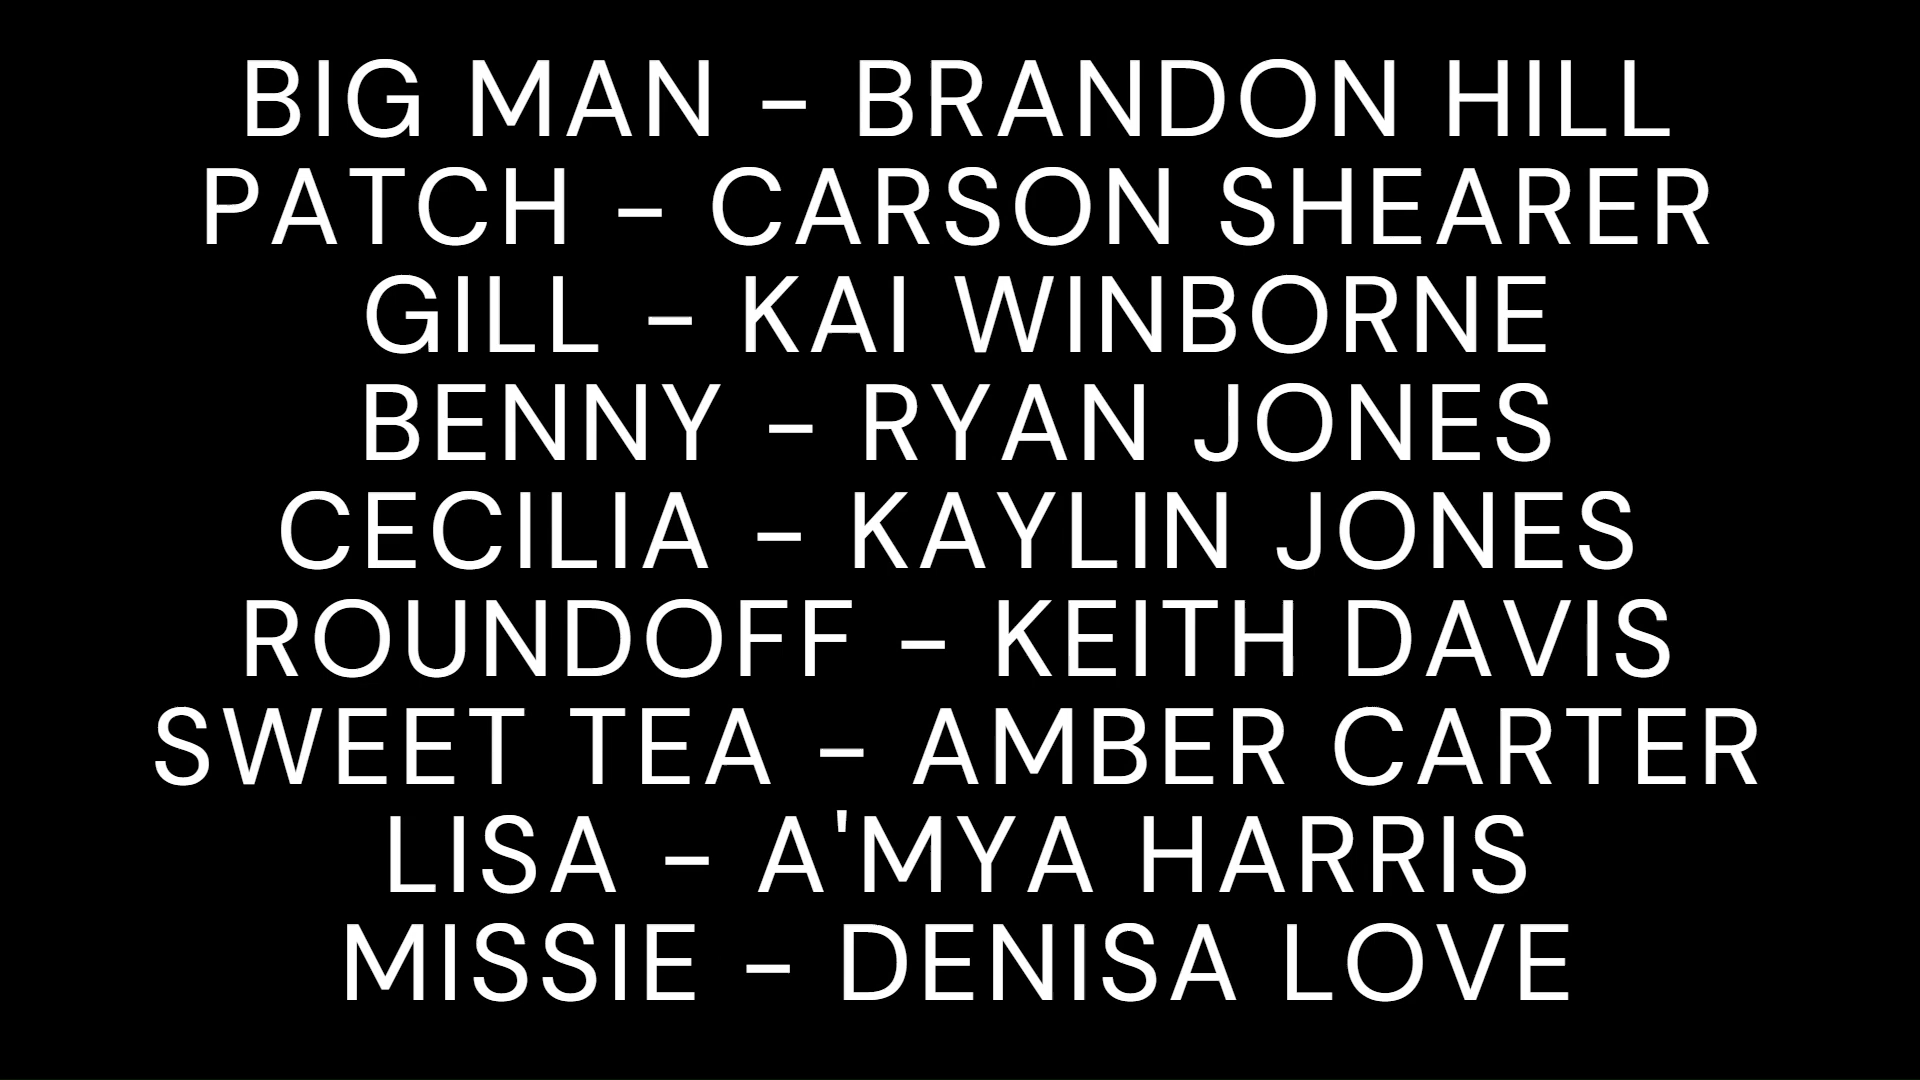 BIG MAN - BRANDON HILL
PATCH - CARSON SHEARER
GILL - KAI WINBORNE
BENNY - RYAN JONES
CECILIA - KAYLIN JONES
ROUNDOFF - KEITH DAVIS
SWEET TEA - AMBER CARTER
LISA - A'MYA HARRIS
MISSIE - DENISA LOVE